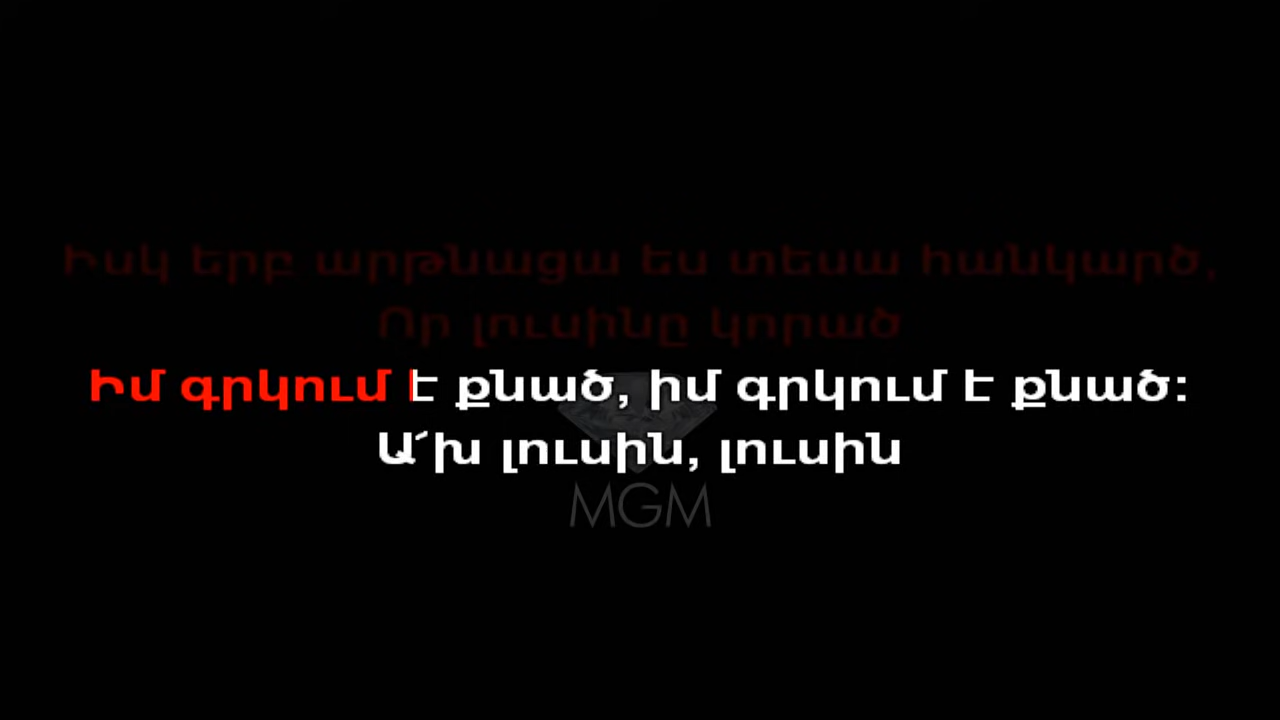 Իսկ երբ արթնացա ես տեսա հանկարծ,
Որ լուսինը կորած
Իմ գրկում է քնած, իմ գրկում է քնած:
Ա՜խ լուսին, լուսին
MGM